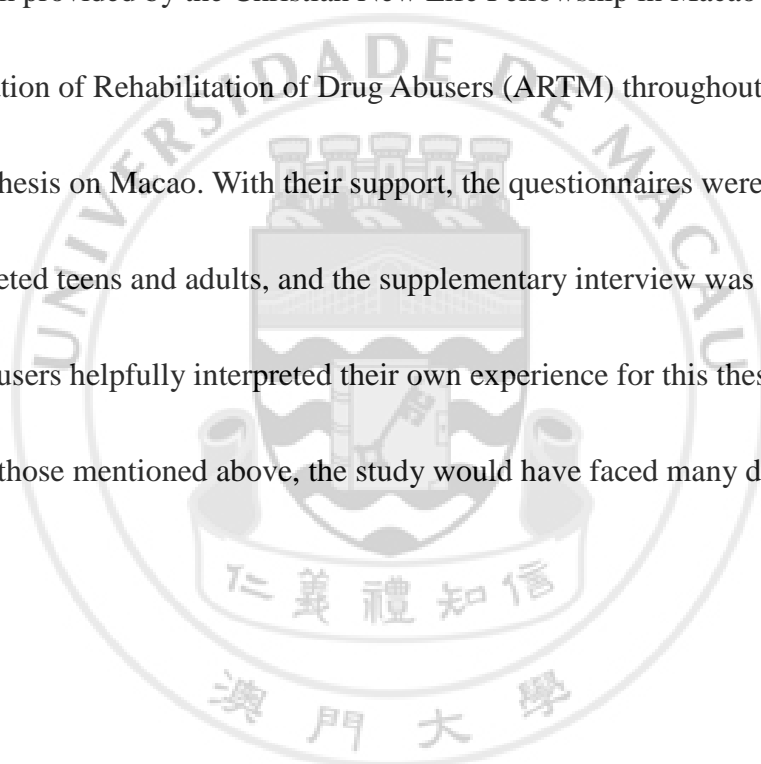 provided by the Christian New Life Fellowship in Macao
ation of Rehabilitation of Drug Abusers (ARTM) throughout
hesis on Macao. With their support, the questionnaires were
eted teens and adults, and the supplementary interview was
users helpfully interpreted their own experience for this thes
those mentioned above, the study would have faced many d
UNIVERSIDADE DE MACAU
仁義禮知信
澳門大學